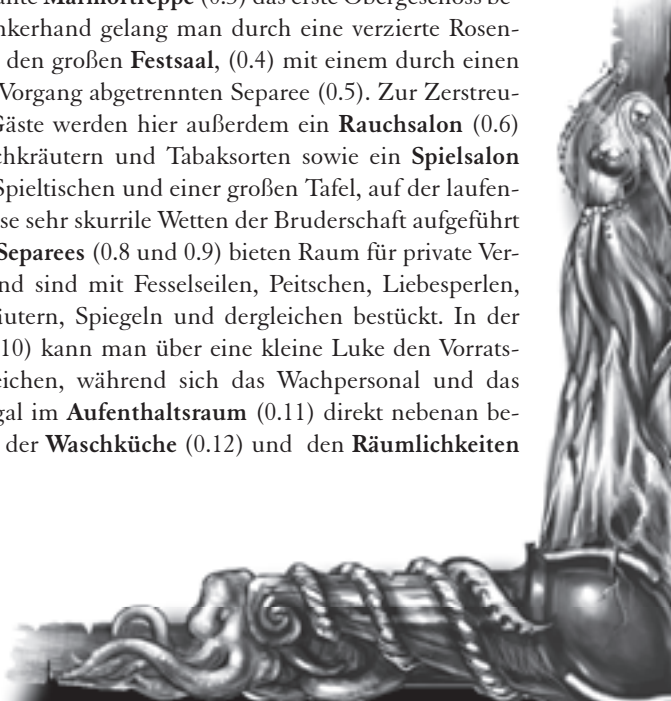 Marmortreppe (0.3) das erste Obergeschoss be-
nkerhand gelang man durch eine verzierte Rosen-
den großen Festsaal, (0.4) mit einem durch einen
Vorgang abgetrennten Separee (0.5). Zur Zerstreu-
Gäste werden hier außerdem ein Rauchsalon (0.6)
chkräutern und Tabaksorten sowie ein Spielsalon
Spieltischen und einer großen Tafel, auf der laufen-
se sehr skurrile Wetten der Bruderschaft aufgeführt
Separees (0.8 und 0.9) bieten Raum für private Ver-
nd sind mit Fesselseilen, Peitschen, Liebesperlen,
äutern, Spiegeln und dergleichen bestückt. In der
10) kann man über eine kleine Luke den Vorrats-
eichen, während sich das Wachpersonal und das
gal im Aufenthaltsraum (0.11) direkt nebenan be-
der Waschküche (0.12) und den Räumlichkeiten